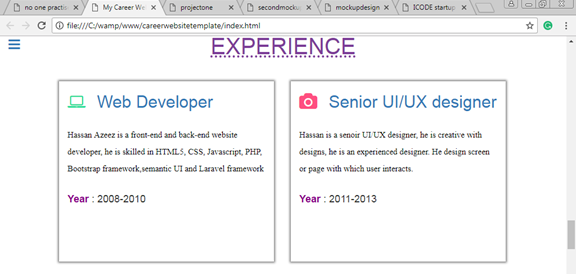 no one practis
My Career We
projectone
secondmocku
mockupdesign
ICODE startup
file:///C:/wamp/www/careerwebsitetemplate/index.html
EXPERIENCE
Web Developer
Hassan Azeez is a front-end and back-end website
developer, he is skilled in HTML5, CSS, Javascript, PHP,
Bootstrap framework,semantic UI and Laravel framework
Year : 2008-2010
Senior UI/UX designer
Hassan is a senoir UI/UX designer, he is creative with
designs, he is an experienced designer. He design screen
or page with which user interacts.
Year : 2011-2013